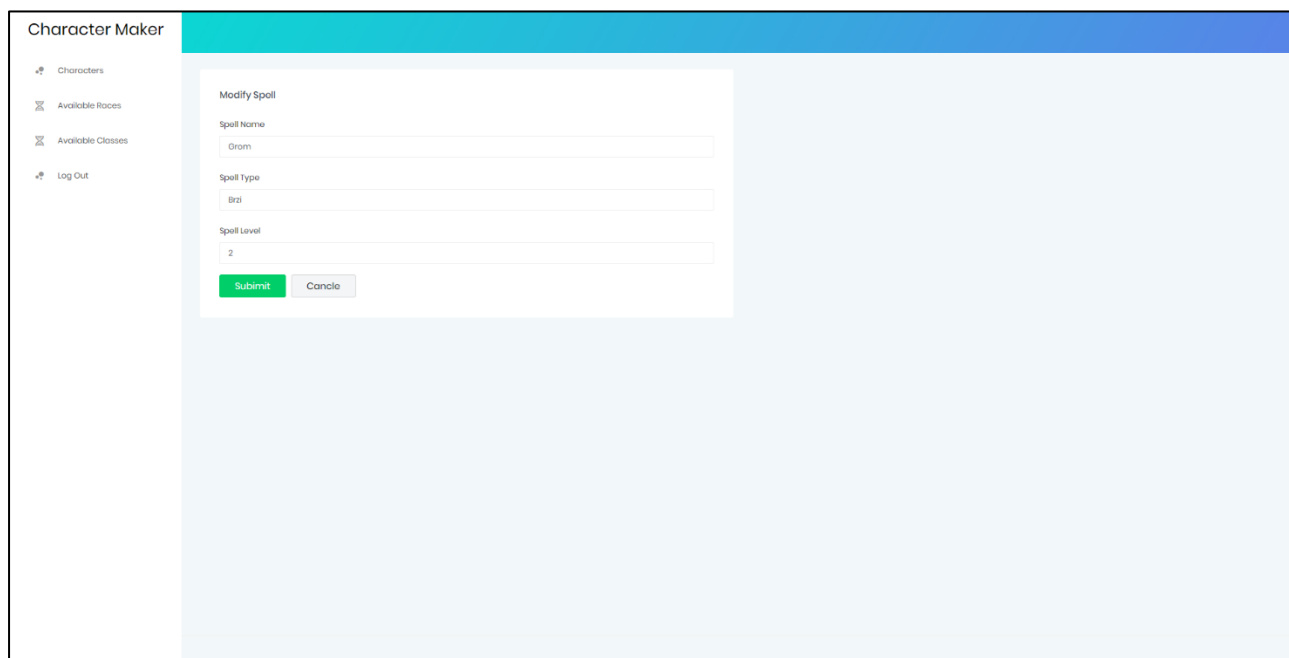 Character Maker
Characters
Available Races
Available Classes
Log Out
Modify Spell
Spell Name
Grom
Spell Type
Brzi
Spell Level
2
Subimit
Cancle